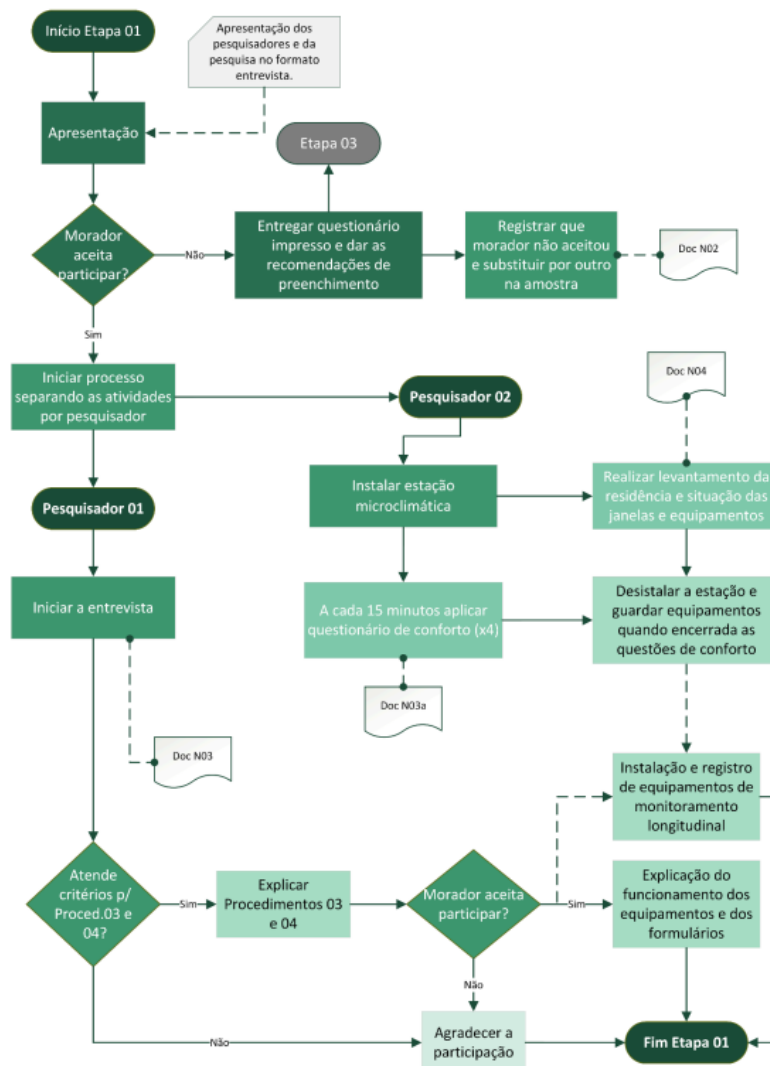 Início Etapa 01
Apresentação dos
pesquisadores e da
pesquisa no formato
entrevista.
Apresentação
Etapa 03
Morador
aceita
participar?
Não
Entregar questionário
impresso e dar as
recomendações de
preenchimento
Registrar que
morador não aceitou
e substituir por outro
na amostra
Doc N02
Sim
Iniciar processo
separando as atividades
por pesquisador
Pesquisador 02
Doc N04
Instalar estação
microclimática
Realizar levantamento da
residência e situação das
janelas e equipamentos
Pesquisador 01
Iniciar a entrevista
A cada 15 minutos aplicar
questionário de conforto (x4)
Desistalar a estação e
guardar equipamentos
quando encerrada as
questões de conforto
Doc N03a
Doc N03
Instalação e registro
de equipamentos de
monitoramento
longitudinal
Atende
critérios p/
Proced.03 e
04?
Sim
Explicar
Procedimentos 03
e 04
Morador aceita
participar?
Sim
Explicação do
funcionamento dos
equipamentos e dos
formulários
Não
Não
Agradecer a
participação
Fim Etapa 01